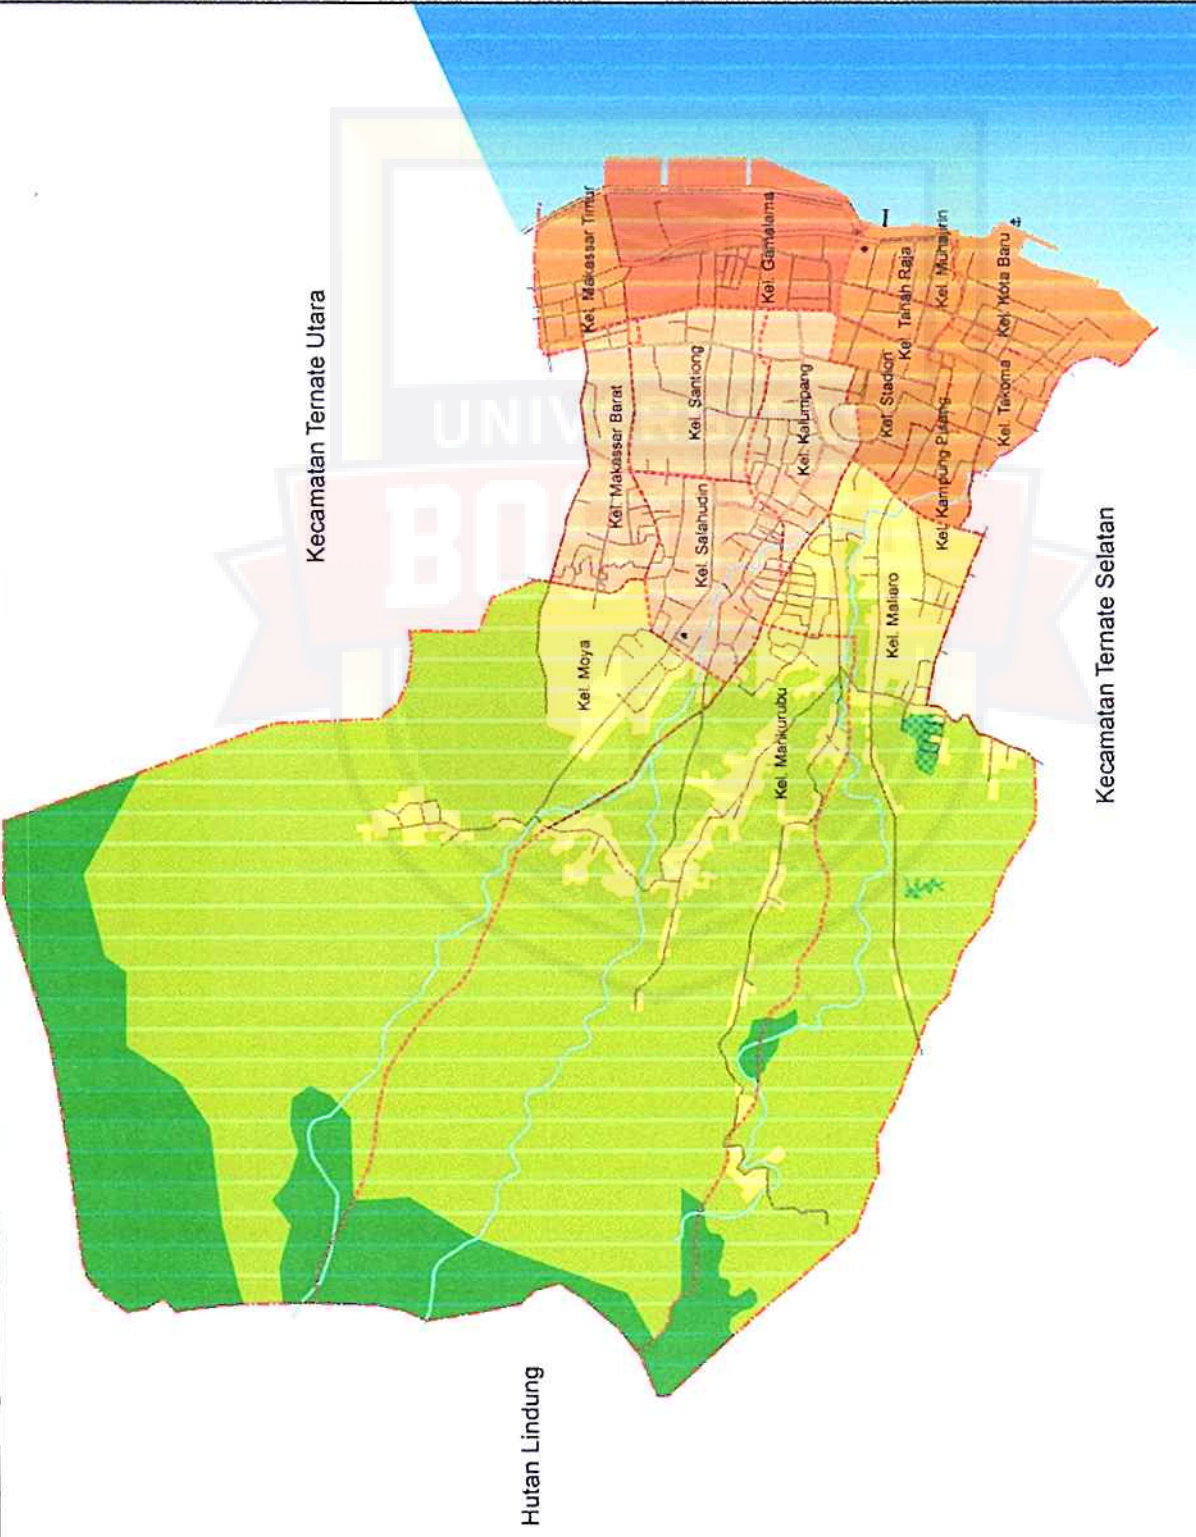 Kecamatan Ternate Utara
Hutan Lindung
Kel. Moya
Kel. Makassar Barat
Kel. Makassar Timur
Kel. Salahudin
Kel. Santiong
Kel. Gamalama
Kel. Mankurubu
Kel. Kalumpang
Kel. Maliaro
Kel. Stadion
Kel. Tanah Raja
Kel. Kampung Pisang
Kel. Muhajirin
Kel. Takoma
Kel. Kota Baru
Kecamatan Ternate Selatan